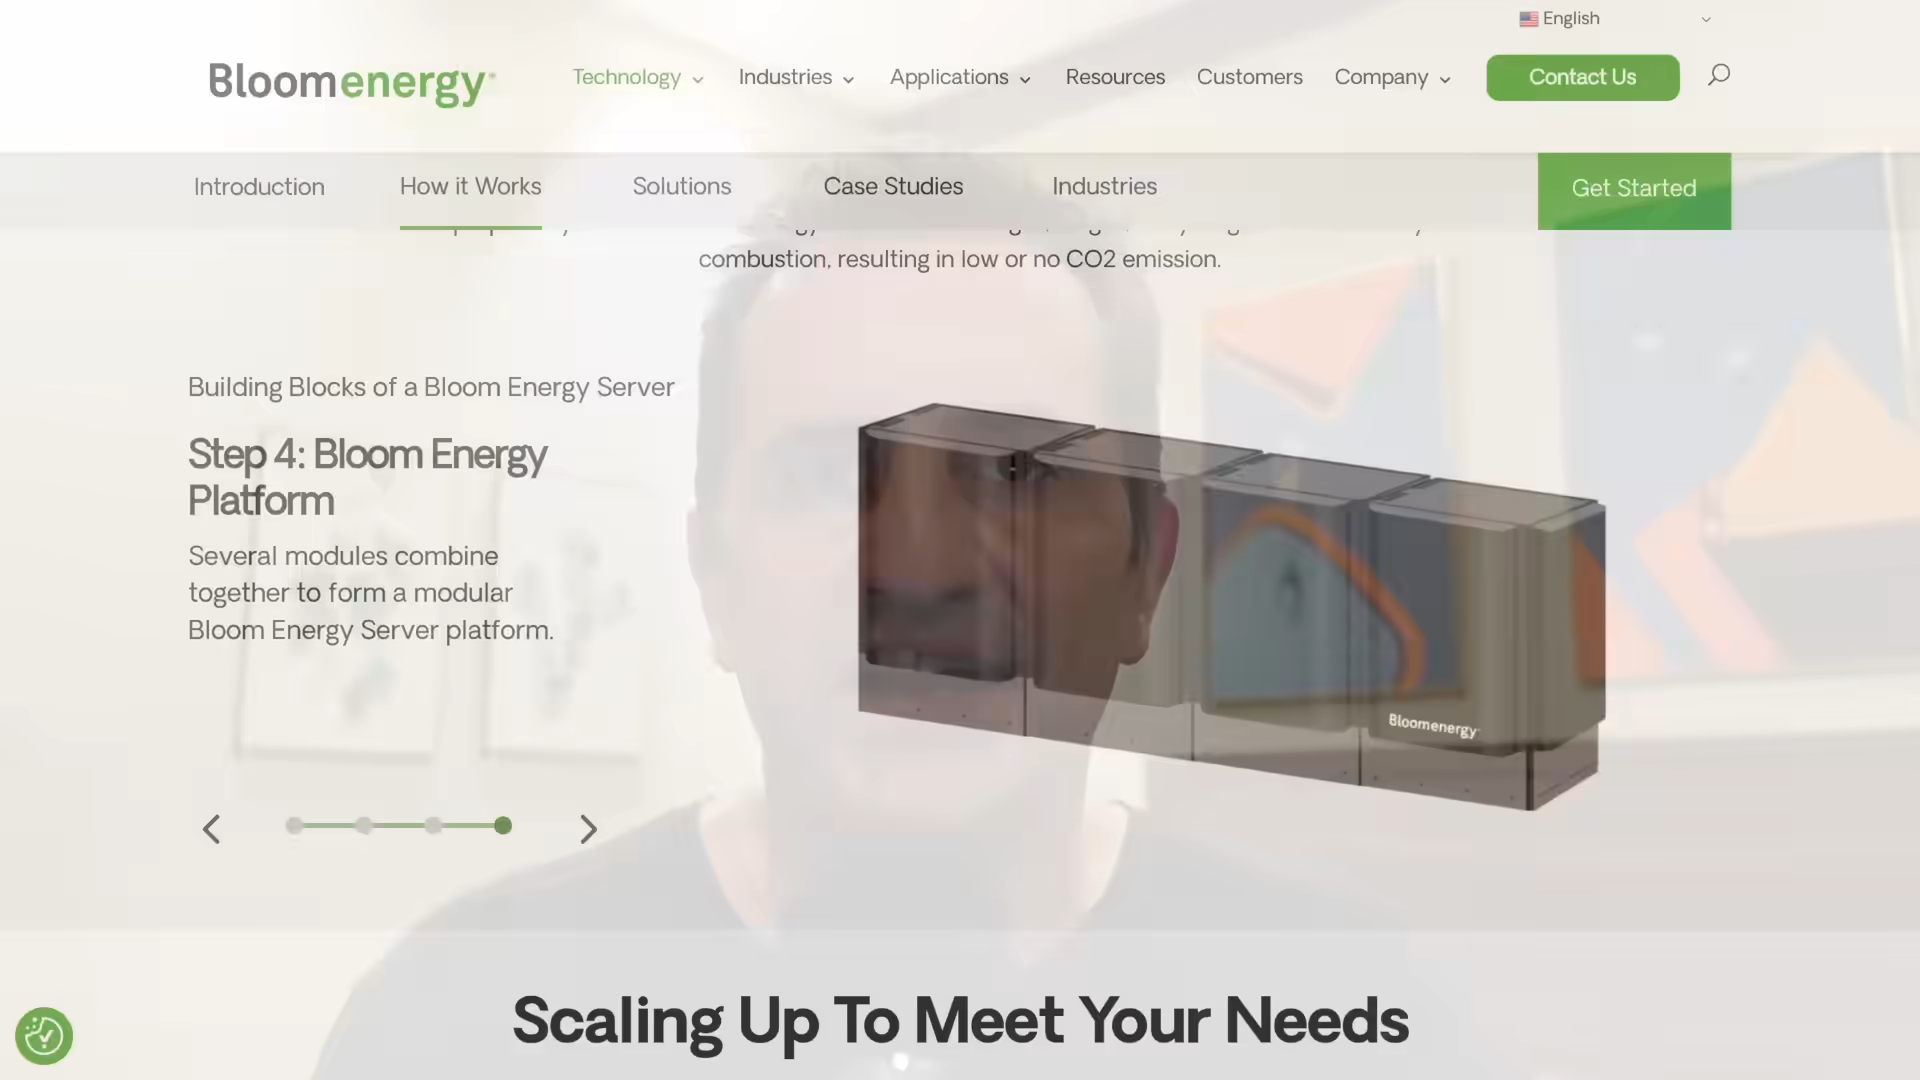 English
Bloomenergy
Technology Industries Applications Resources Customers Company Contact Us
Introduction How it Works Solutions Case Studies Industries Get Started
combustion, resulting in low or no CO2 emission.
Building Blocks of a Bloom Energy Server
Step 4: Bloom Energy
Platform
Several modules combine
together to form a modular
Bloom Energy Server platform.
Bloomenergy
Scaling Up To Meet Your Needs